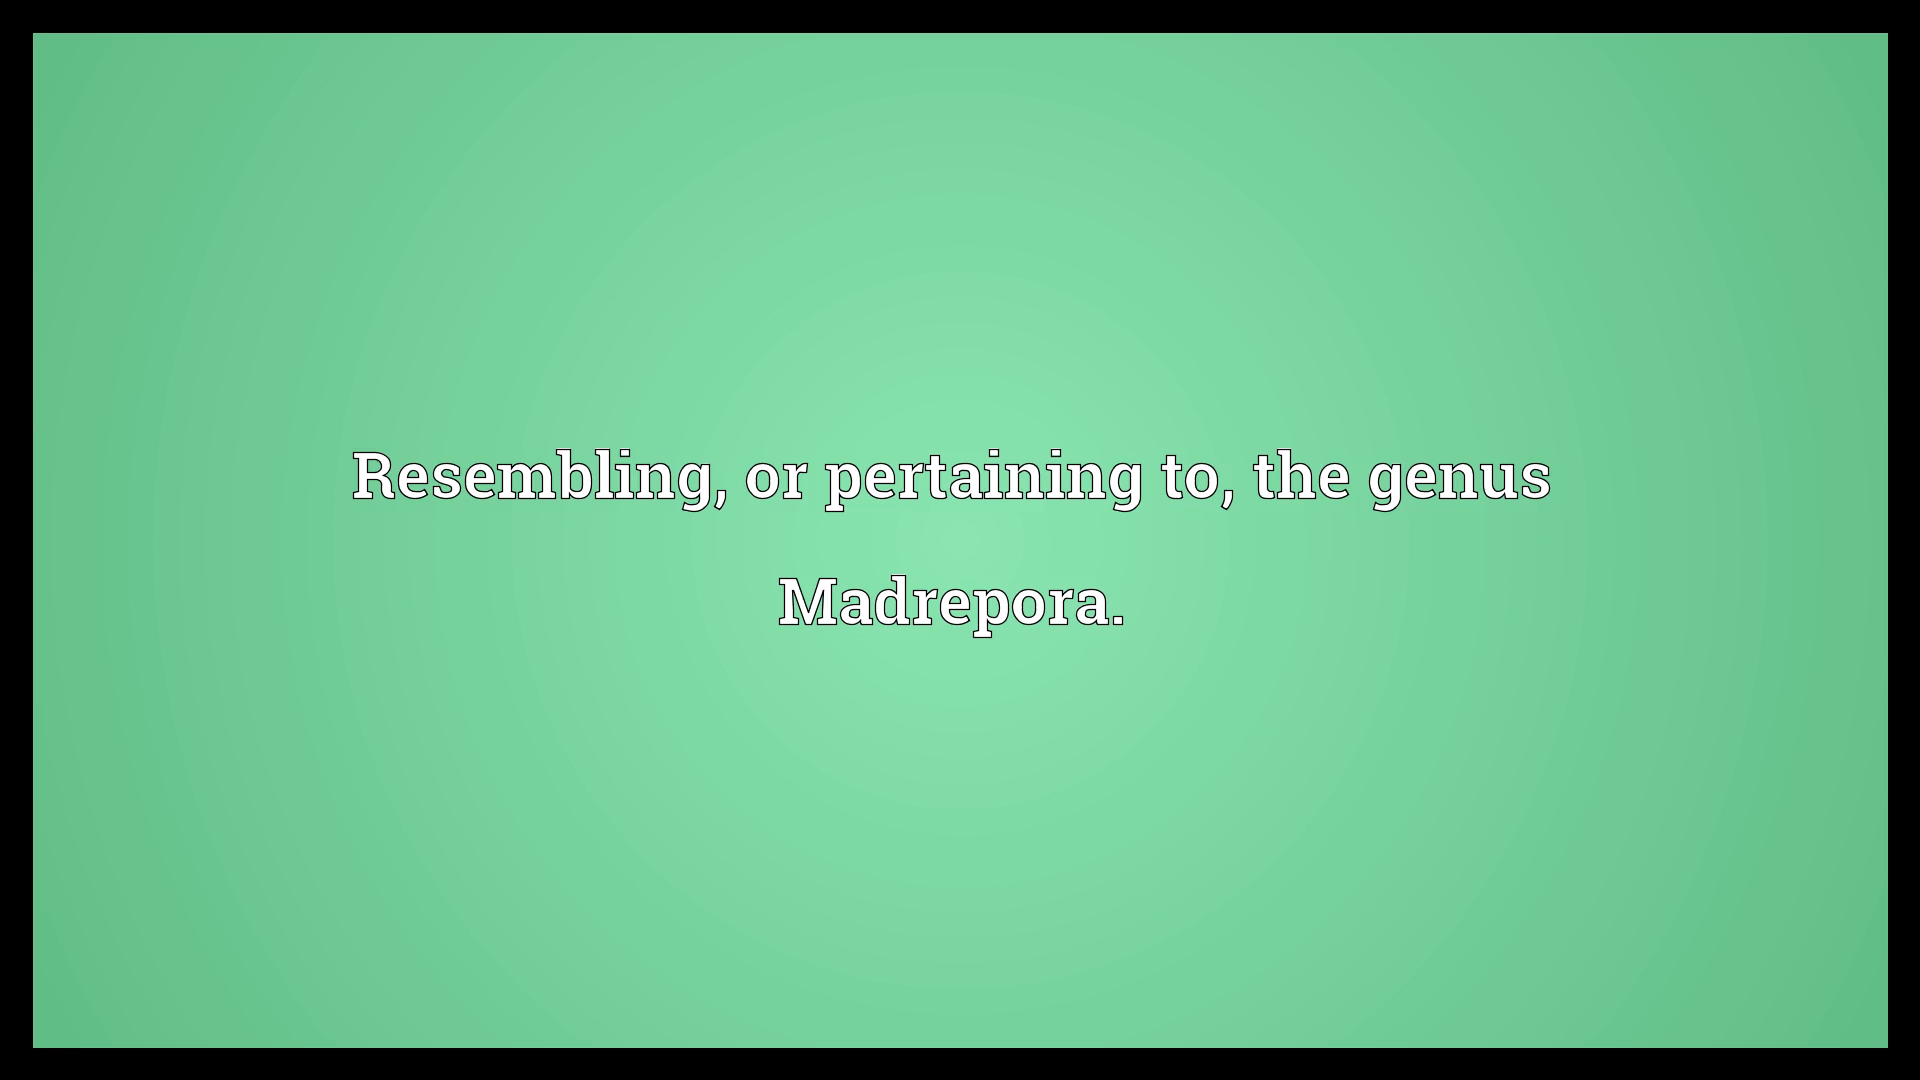 Resembling, or pertaining to, the genus
Madrepora.